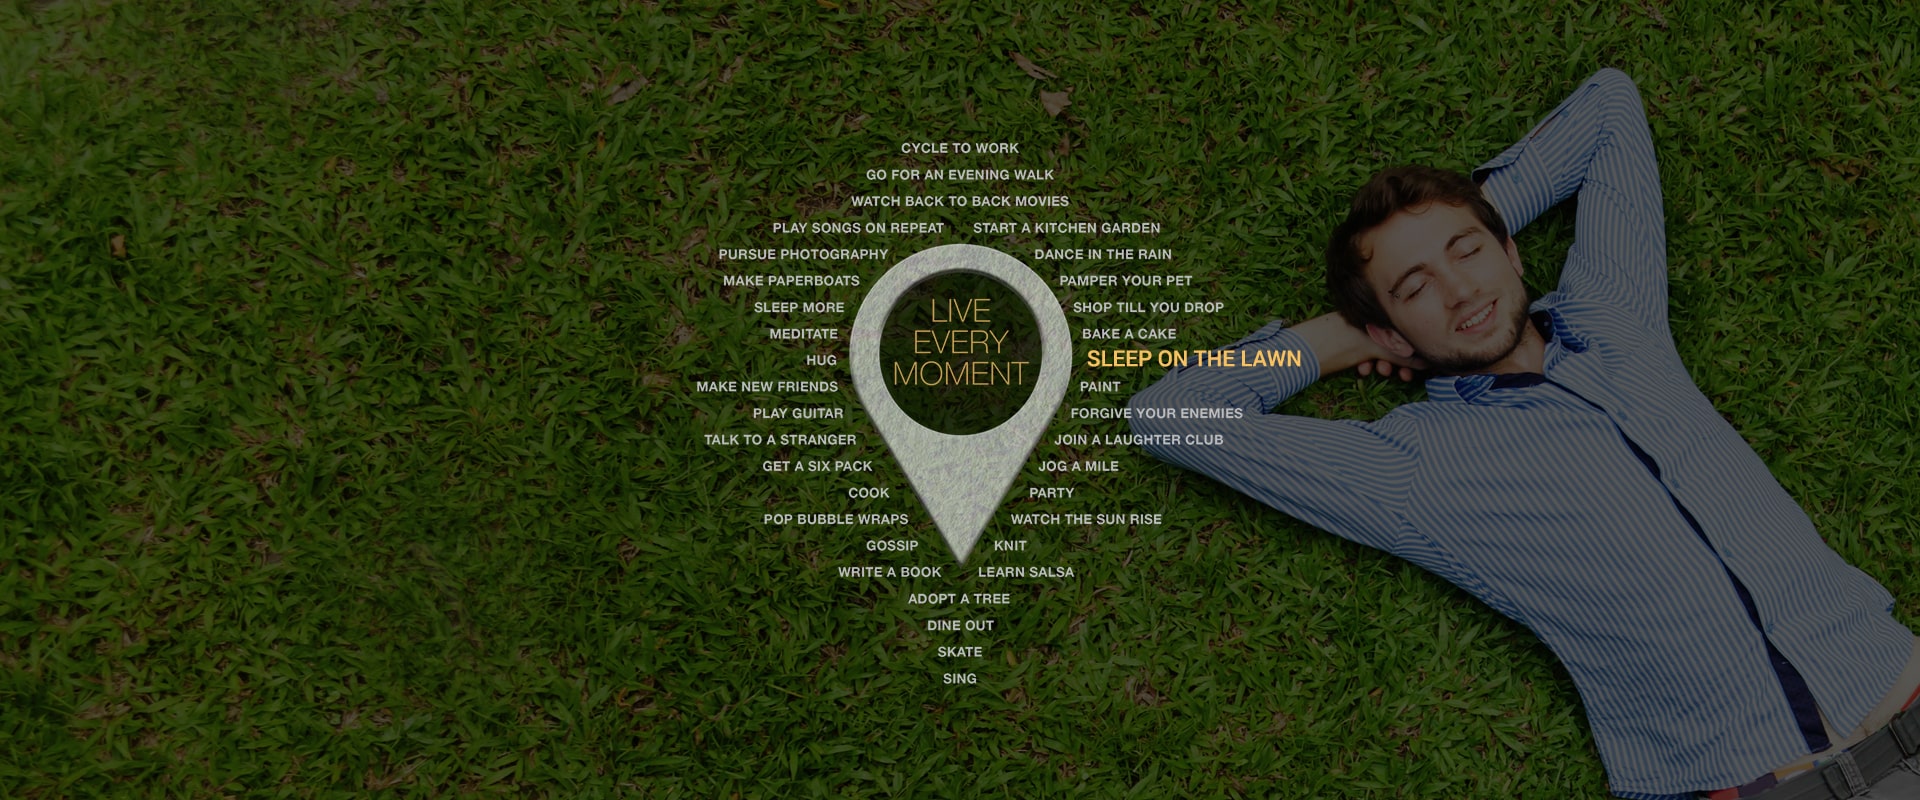 CYCLE TO WORK
GO FOR AN EVENING WALK
WATCH BACK TO BACK MOVIES
PLAY SONGS ON REPEAT
START A KITCHEN GARDEN
PURSUE PHOTOGRAPHY
DANCE IN THE RAIN
MAKE PAPERBOATS
PAMPER YOUR PET
SLEEP MORE
SHOP TILL YOU DROP
MEDITATE
BAKE A CAKE
HUG
SLEEP ON THE LAWN
MAKE NEW FRIENDS
PAINT
PLAY GUITAR
FORGIVE YOUR ENEMIES
TALK TO A STRANGER
JOIN A LAUGHTER CLUB
GET A SIX PACK
JOG A MILE
COOK
PARTY
POP BUBBLE WRAPS
WATCH THE SUN RISE
GOSSIP
KNIT
WRITE A BOOK
LEARN SALSA
ADOPT A TREE
DINE OUT
SKATE
SING
LIVE
EVERY
MOMENT